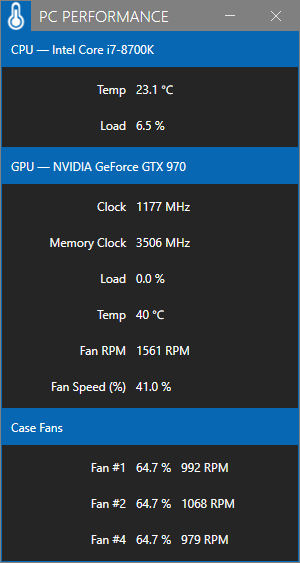 PC PERFORMANCE
CPU — Intel Core i7-8700K
Temp 23.1 °C
Load 6.5 %
GPU — NVIDIA GeForce GTX 970
Clock 1177 MHz
Memory Clock 3506 MHz
Load 0.0 %
Temp 40 °C
Fan RPM 1561 RPM
Fan Speed (%) 41.0 %
Case Fans
Fan #1 64.7 % 992 RPM
Fan #2 64.7 % 1068 RPM
Fan #4 64.7 % 979 RPM